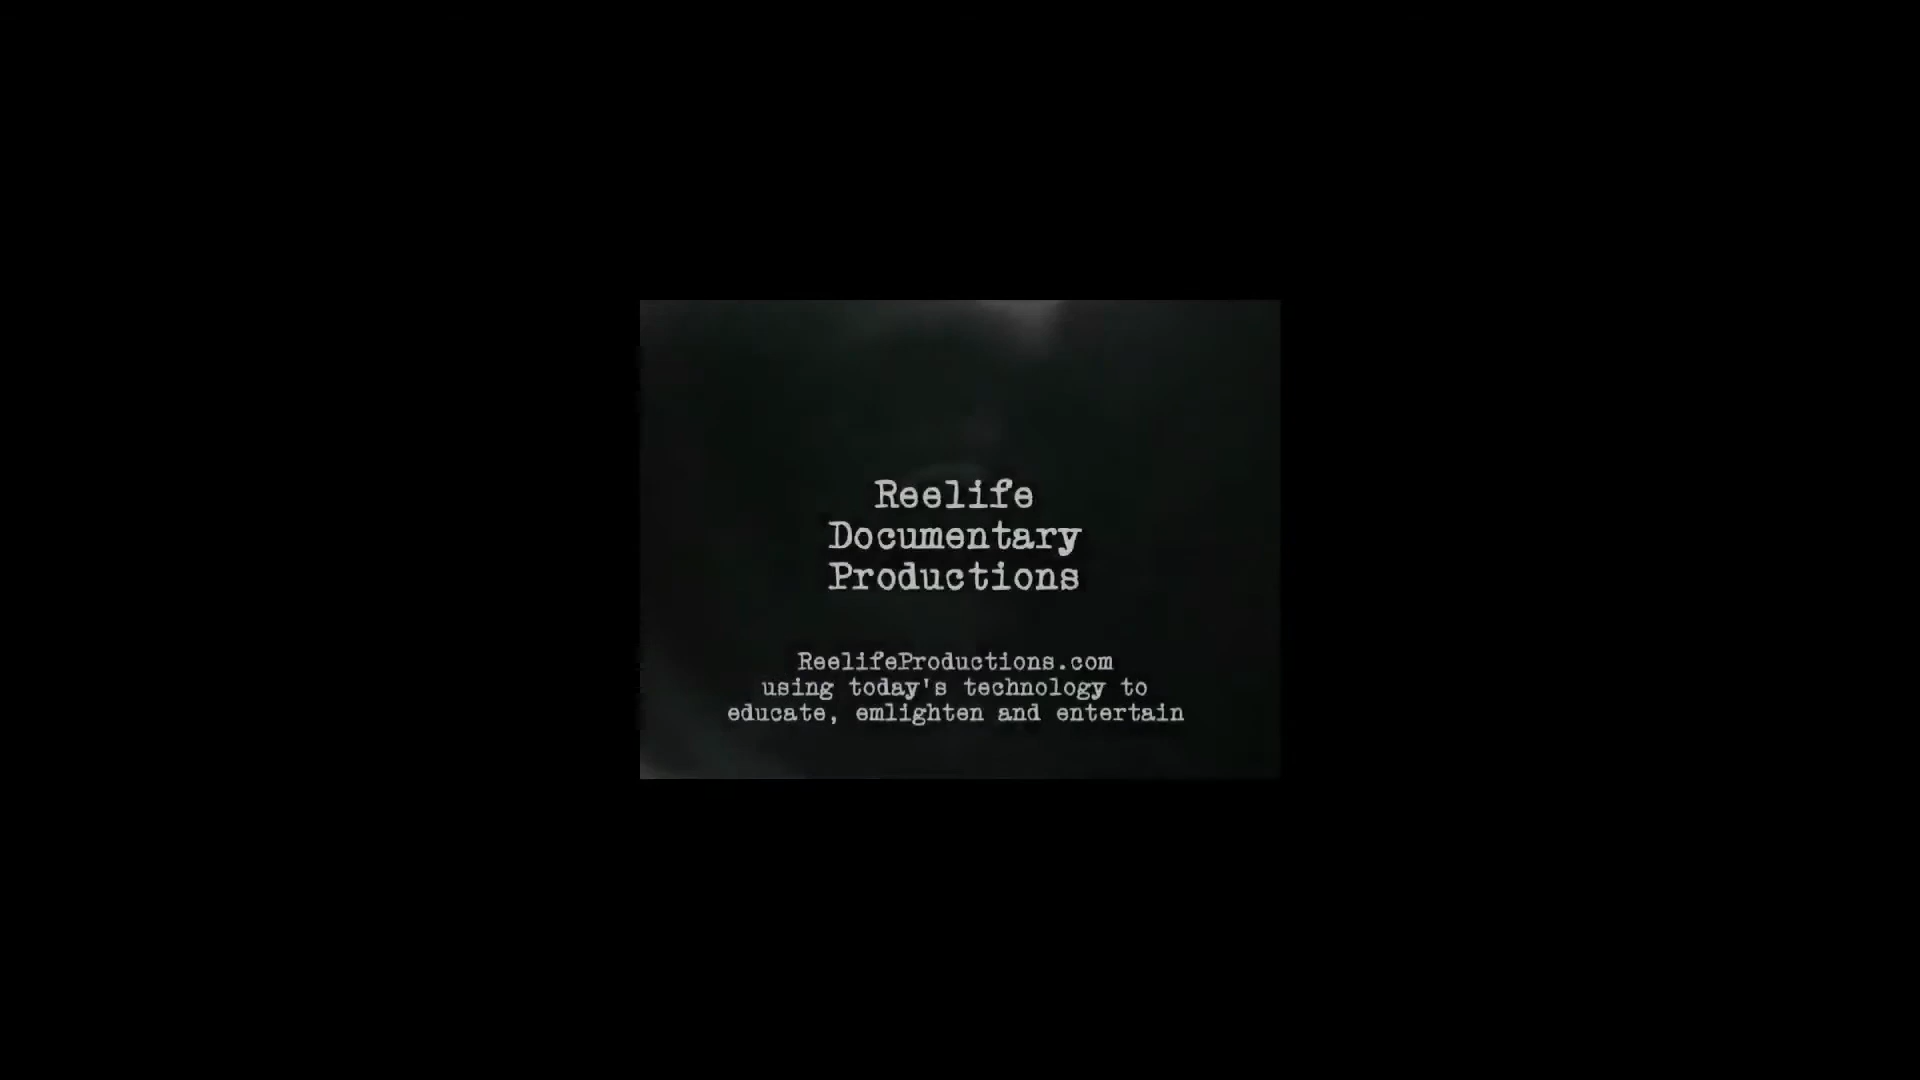 Reelife
Documentary
Productions
ReelifeProductions.com
using today's technology to
educate, emlighten and entertain